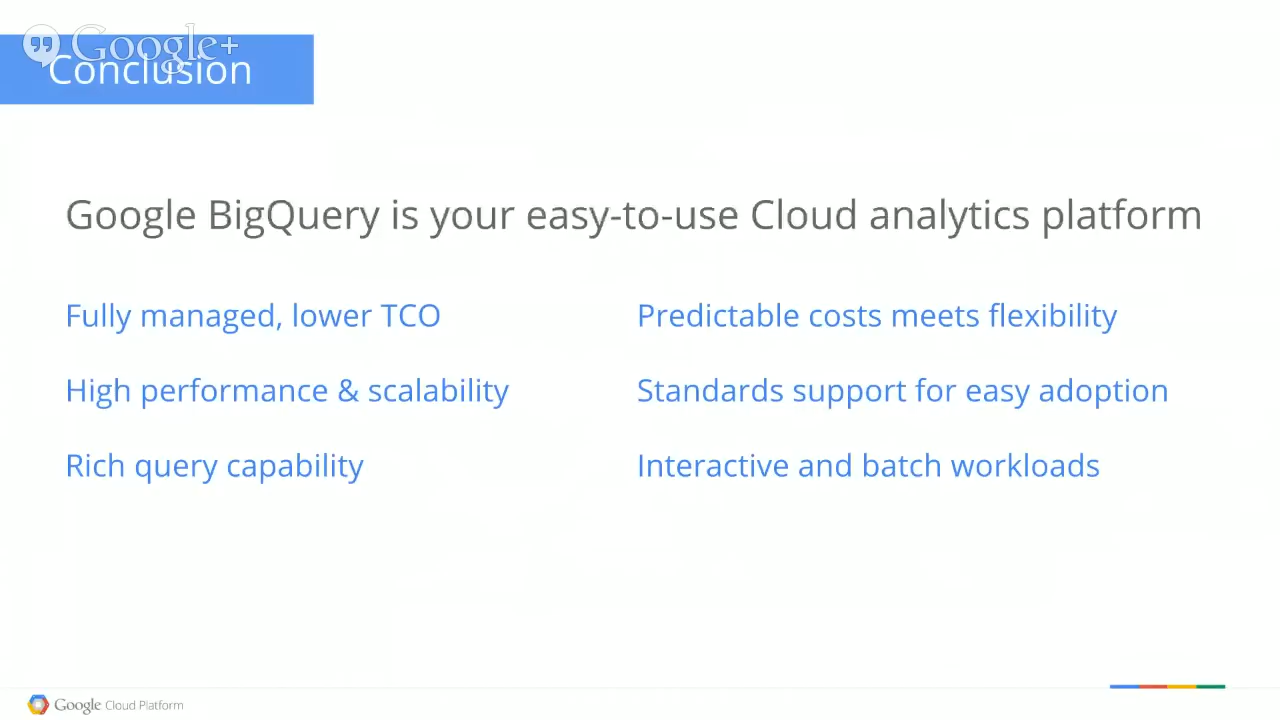 Google+
Conclusion
Google BigQuery is your easy-to-use Cloud analytics platform
Fully managed, lower TCO
High performance & scalability
Rich query capability
Predictable costs meets flexibility
Standards support for easy adoption
Interactive and batch workloads
Google Cloud Platform